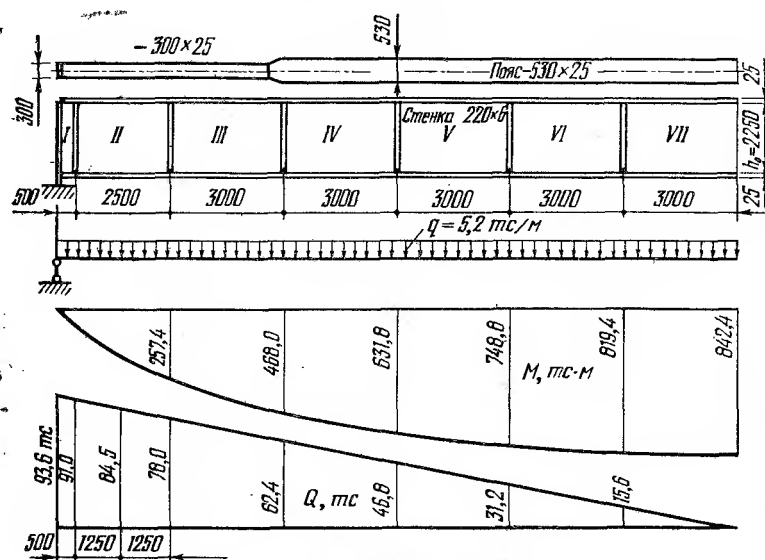 – 300×25
530
Пояс–530×25
25
300
I
II
III
IV
Стенка 220×6
V
VI
VII
h₀=2250
25
500
2500
3000
3000
3000
3000
3000
q = 5,2 тс/м
257,4
468,0
631,8
748,8
819,4
842,4
М, тс·м
93,6 тс
91,0
84,5
78,0
62,4
Q, тс
46,8
31,2
15,6
500
1250
1250